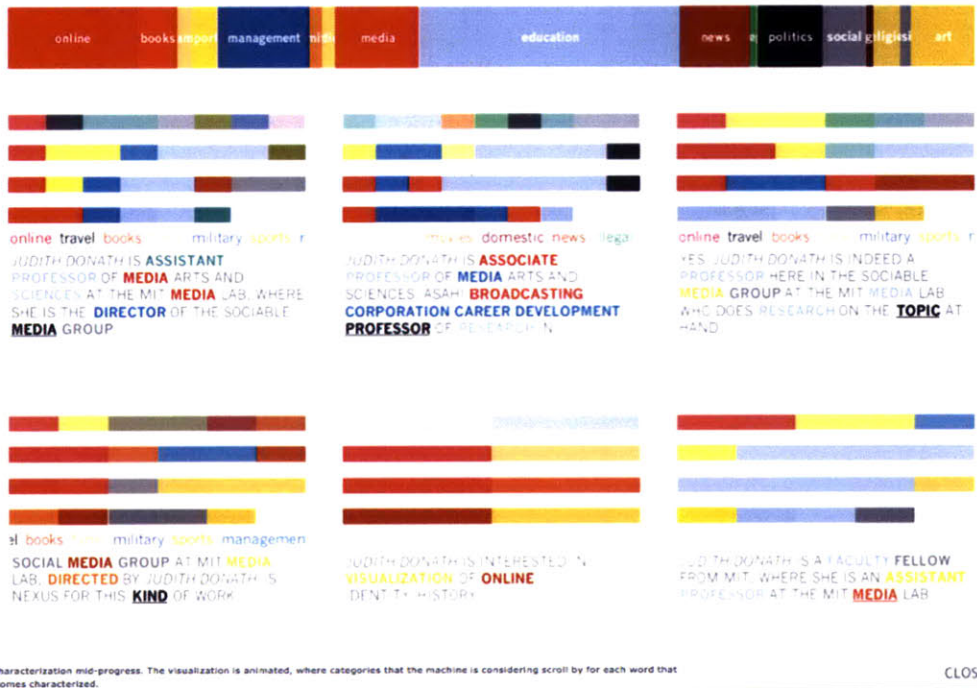 online books import management media education news politics social religi art
online travel books military sports r
JUDITH DONATH IS ASSISTANT
PROFESSOR OF MEDIA ARTS AND
SCIENCES AT THE MIT MEDIA LAB, WHERE
SHE IS THE DIRECTOR OF THE SOCIABLE
MEDIA GROUP
movies domestic news legal
JUDITH DONATH IS ASSOCIATE
PROFESSOR OF MEDIA ARTS AND
SCIENCES ASAHI BROADCASTING
CORPORATION CAREER DEVELOPMENT
PROFESSOR OF RESEARCH IN
online travel books military sports r
YES, JUDITH DONATH IS INDEED A
PROFESSOR HERE IN THE SOCIABLE
MEDIA GROUP AT THE MIT MEDIA LAB
WHO DOES RESEARCH ON THE TOPIC AT
HAND
el books military sports managemen
SOCIAL MEDIA GROUP AT MIT MEDIA
LAB, DIRECTED BY JUDITH DONATH IS
NEXUS FOR THIS KIND OF WORK
JUDITH DONATH IS INTERESTED IN
VISUALIZATION OF ONLINE
IDENTITY HISTORY
JUDITH DONATH IS A FACULTY FELLOW
FROM MIT, WHERE SHE IS AN ASSISTANT
PROFESSOR AT THE MIT MEDIA LAB
haracterization mid-progress. The visualization is animated, where categories that the machine is considering scroll by for each word that
omes characterized.
CLOS